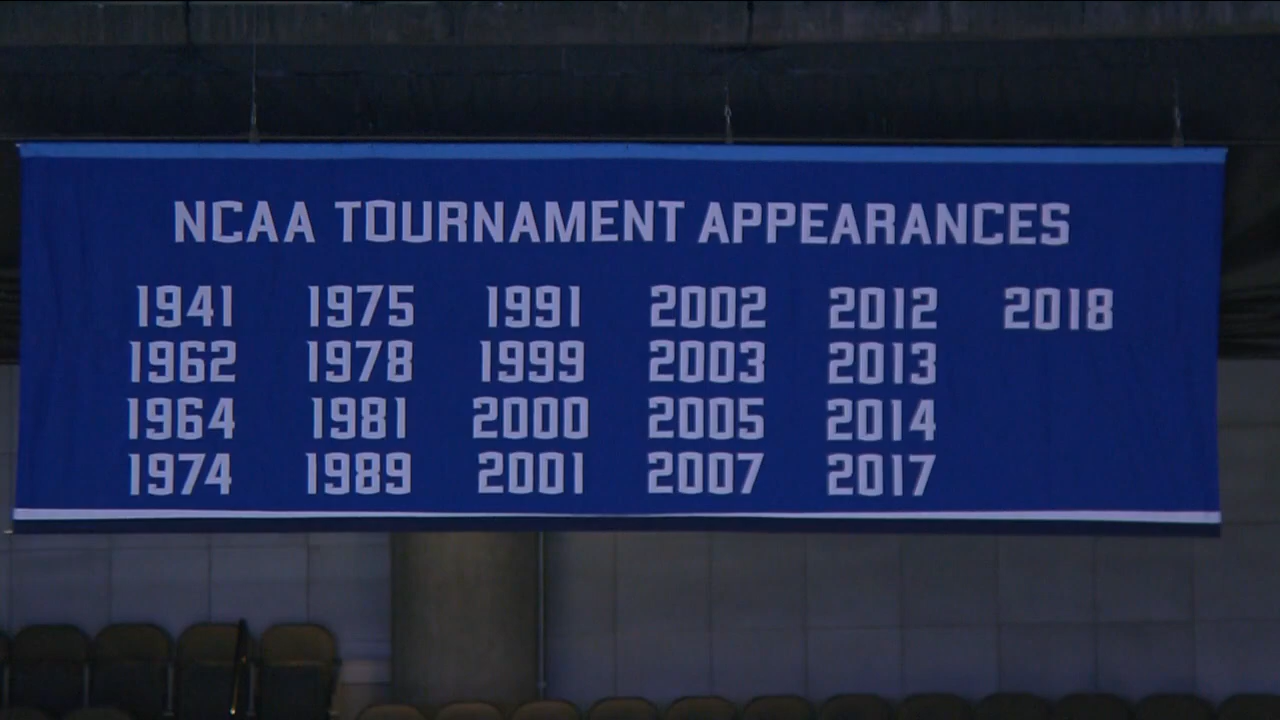 NCAA TOURNAMENT APPEARANCES
1941 1975 1991 2002 2012 2018
1962 1978 1999 2003 2013
1964 1981 2000 2005 2014
1974 1989 2001 2007 2017